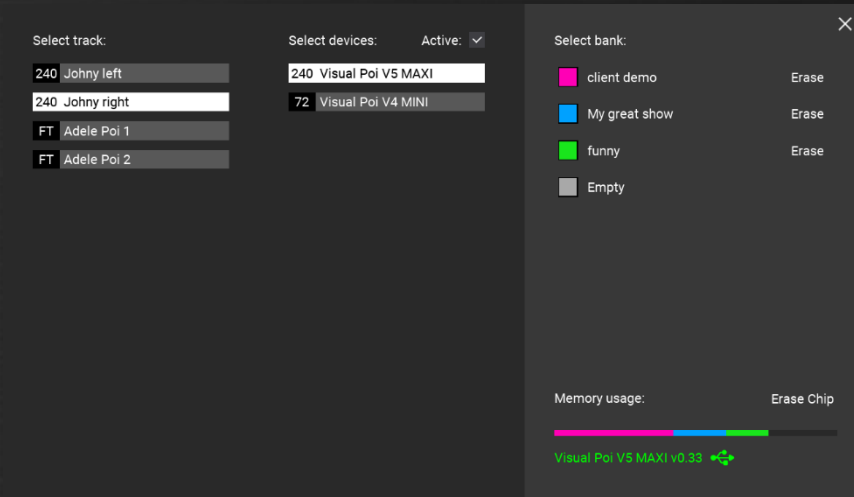 Select track:
240 Johny left
240 Johny right
FT Adele Poi 1
FT Adele Poi 2
Select devices: Active:
240 Visual Poi V5 MAXI
72 Visual Poi V4 MINI
Select bank:
client demo Erase
My great show Erase
funny Erase
Empty
Memory usage: Erase Chip
Visual Poi V5 MAXI v0.33